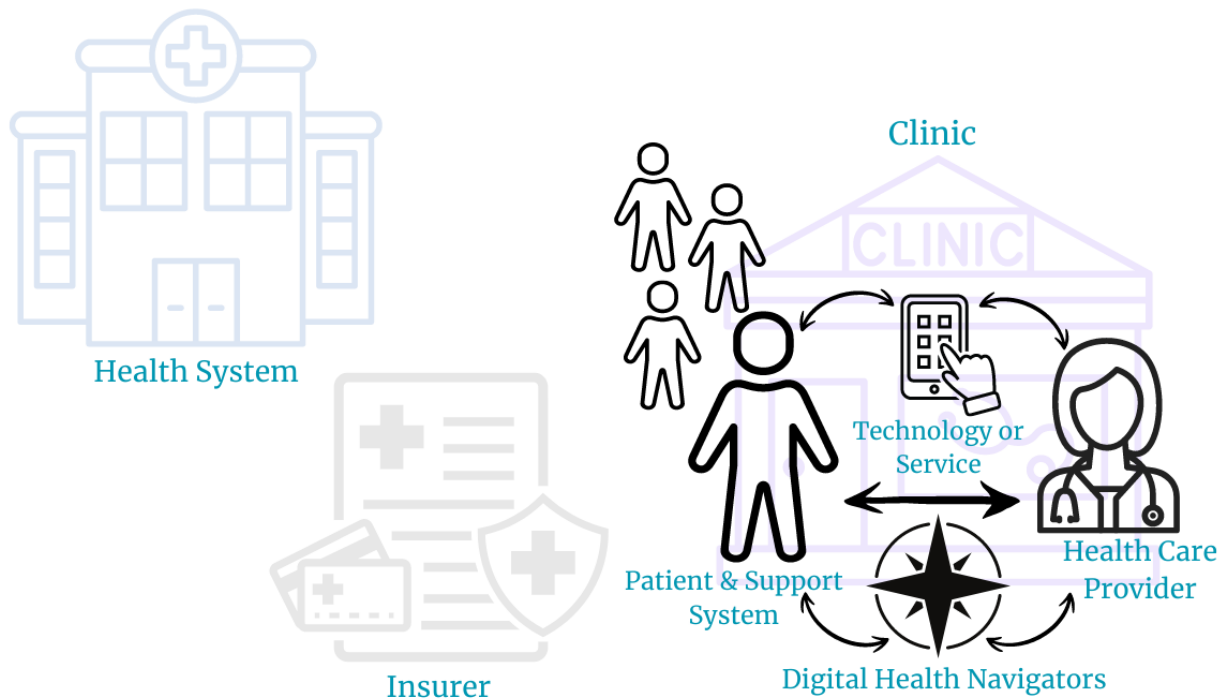 Clinic
CLINIC
Health System
Technology or
Service
Health Care
Provider
Patient & Support
System
Digital Health Navigators
Insurer